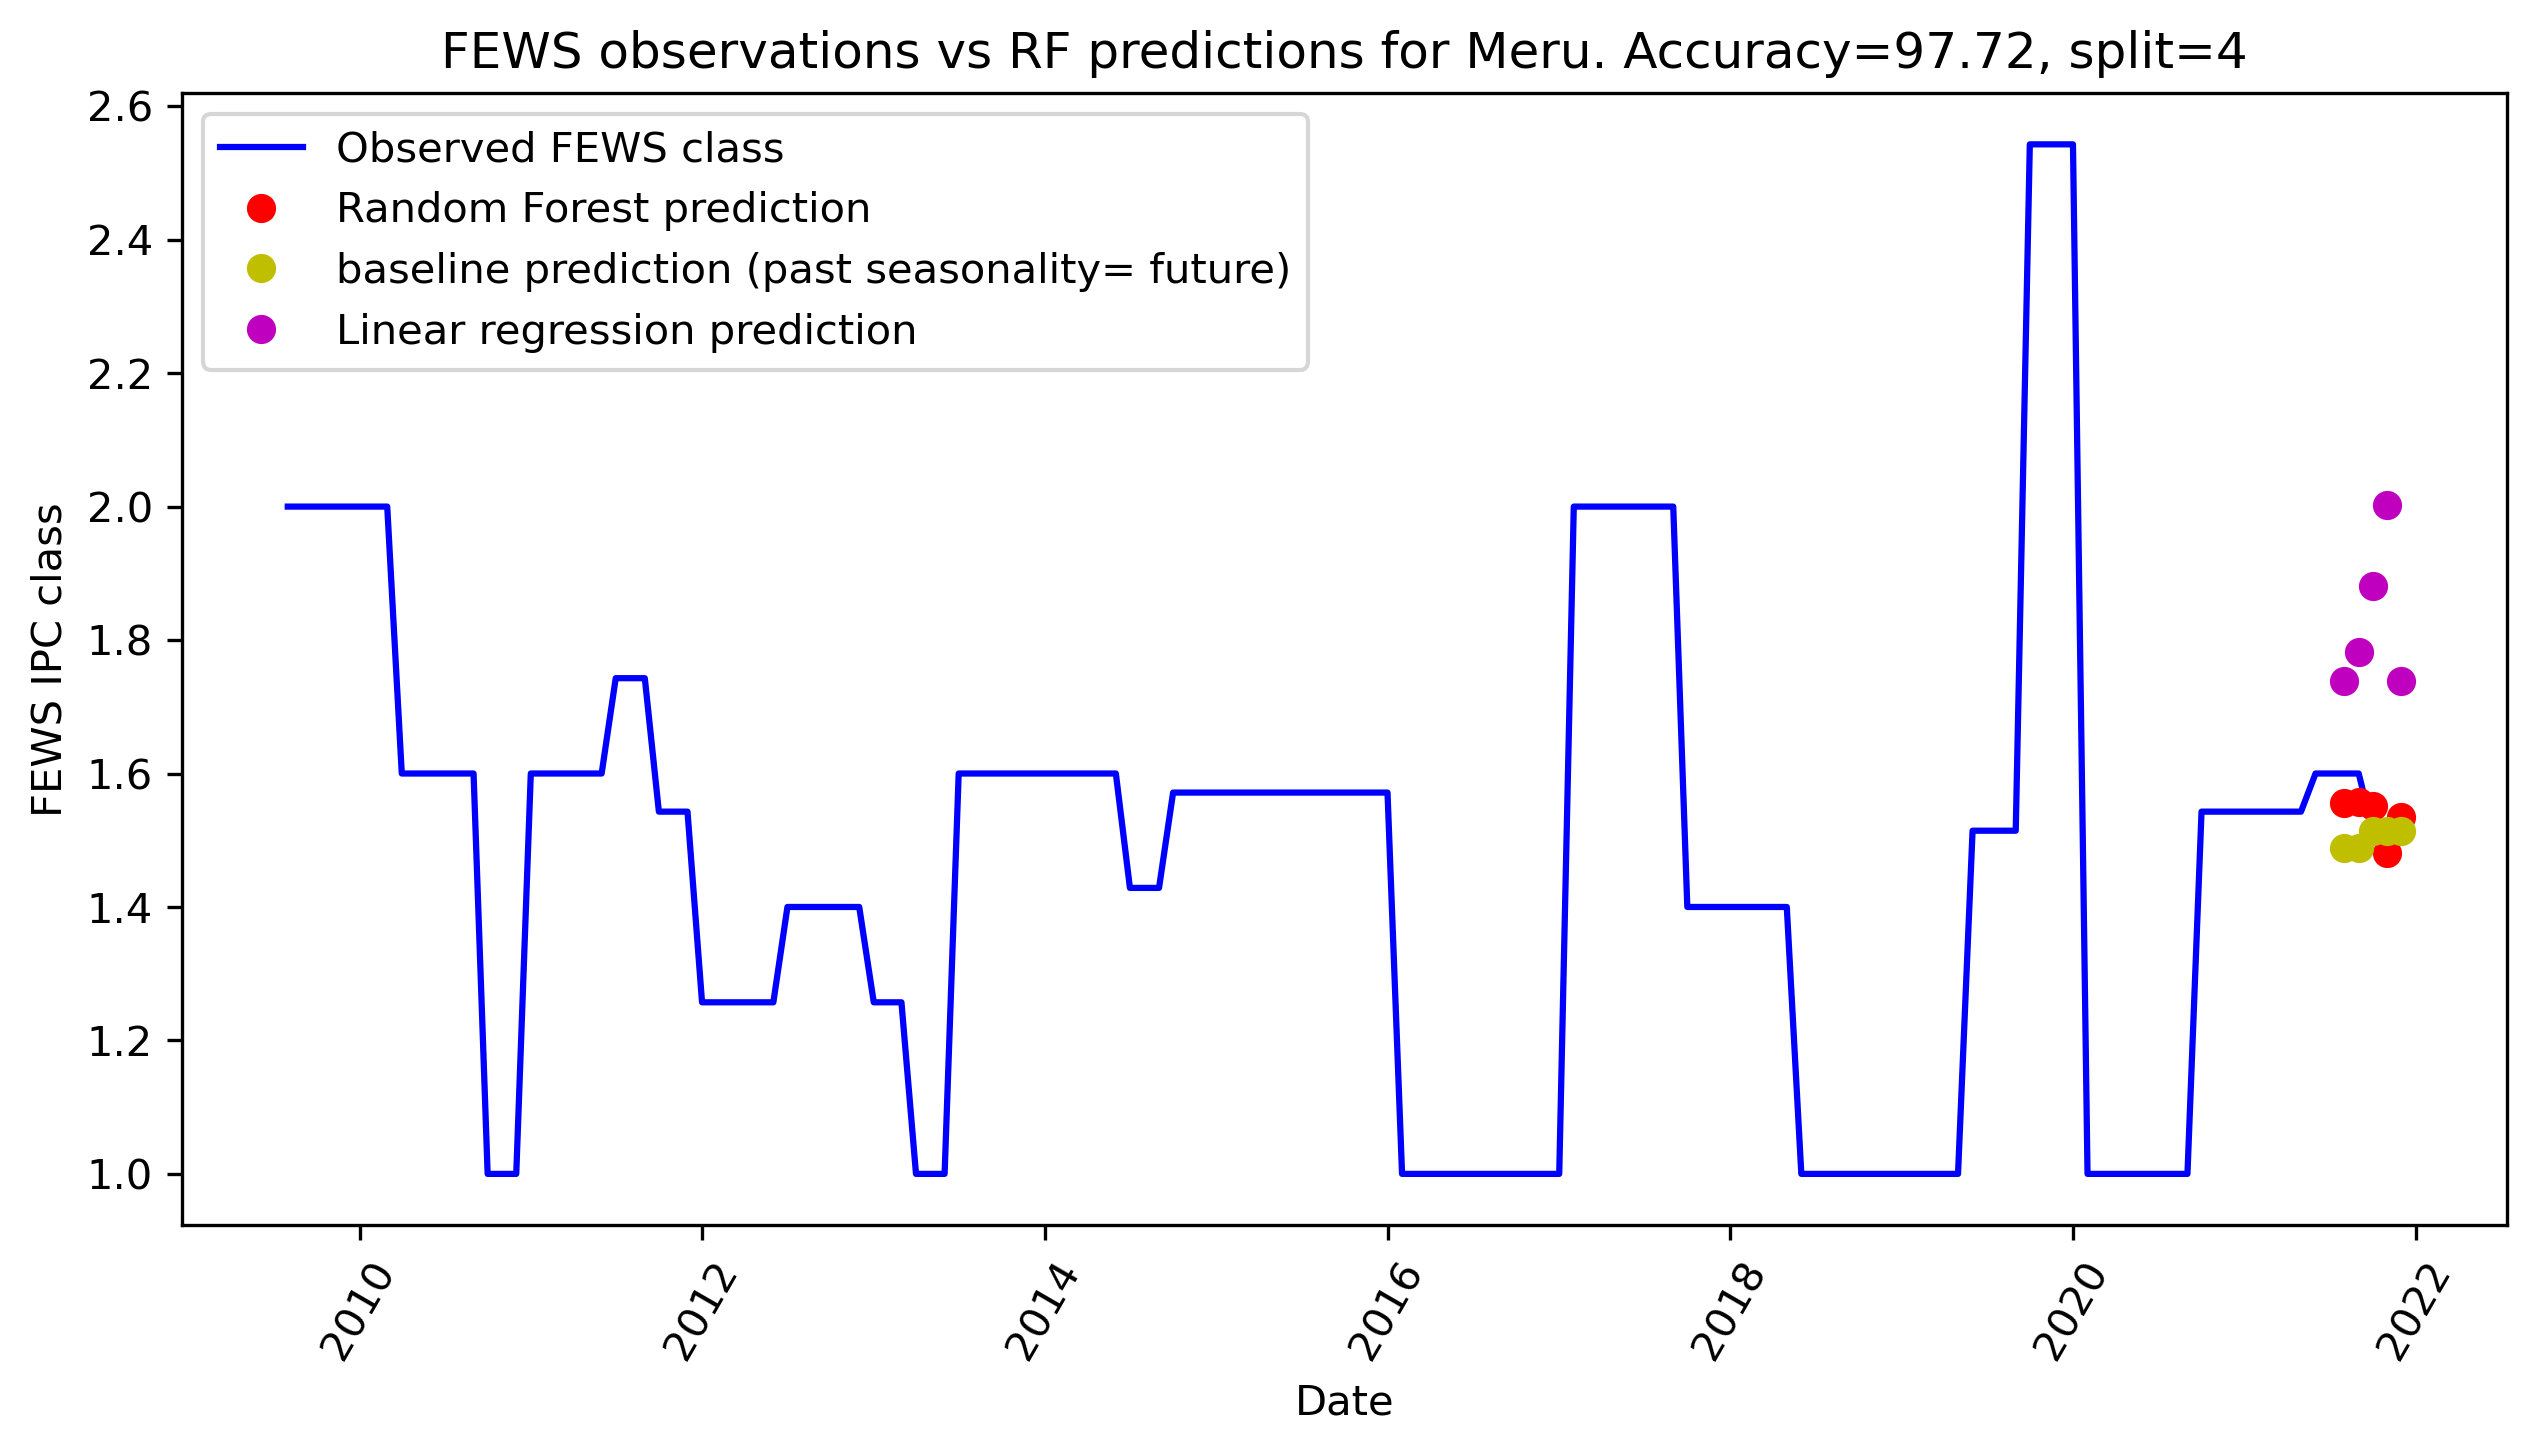 FEWS observations vs RF predictions for Meru. Accuracy=97.72, split=4
2.6
2.4
2.2
2.0
1.8
1.6
1.4
1.2
1.0
FEWS IPC class
Observed FEWS class
Random Forest prediction
baseline prediction (past seasonality= future)
Linear regression prediction
2010
2012
2014
2016
2018
2020
2022
Date